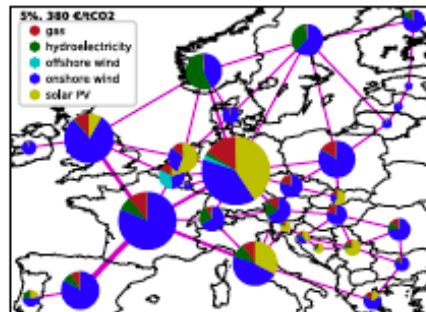 5%, 380 €/tCO2
gas
hydroelectricity
offshore wind
onshore wind
solar PV